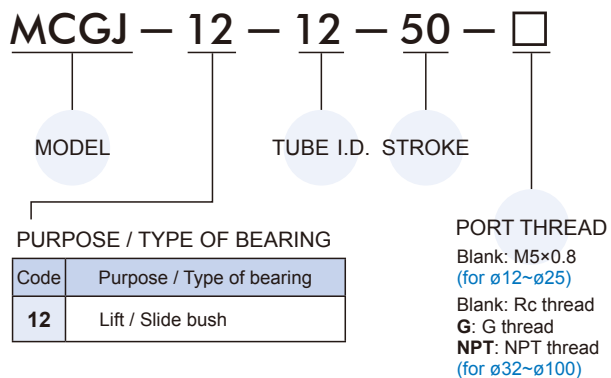 MCGJ – 12 – 12 – 50 – □
MODEL
TUBE I.D.
STROKE
PURPOSE / TYPE OF BEARING
Code Purpose / Type of bearing
12 Lift / Slide bush
PORT THREAD
Blank: M5×0.8
(for ø12~ø25)
Blank: Rc thread
G: G thread
NPT: NPT thread
(for ø32~ø100)